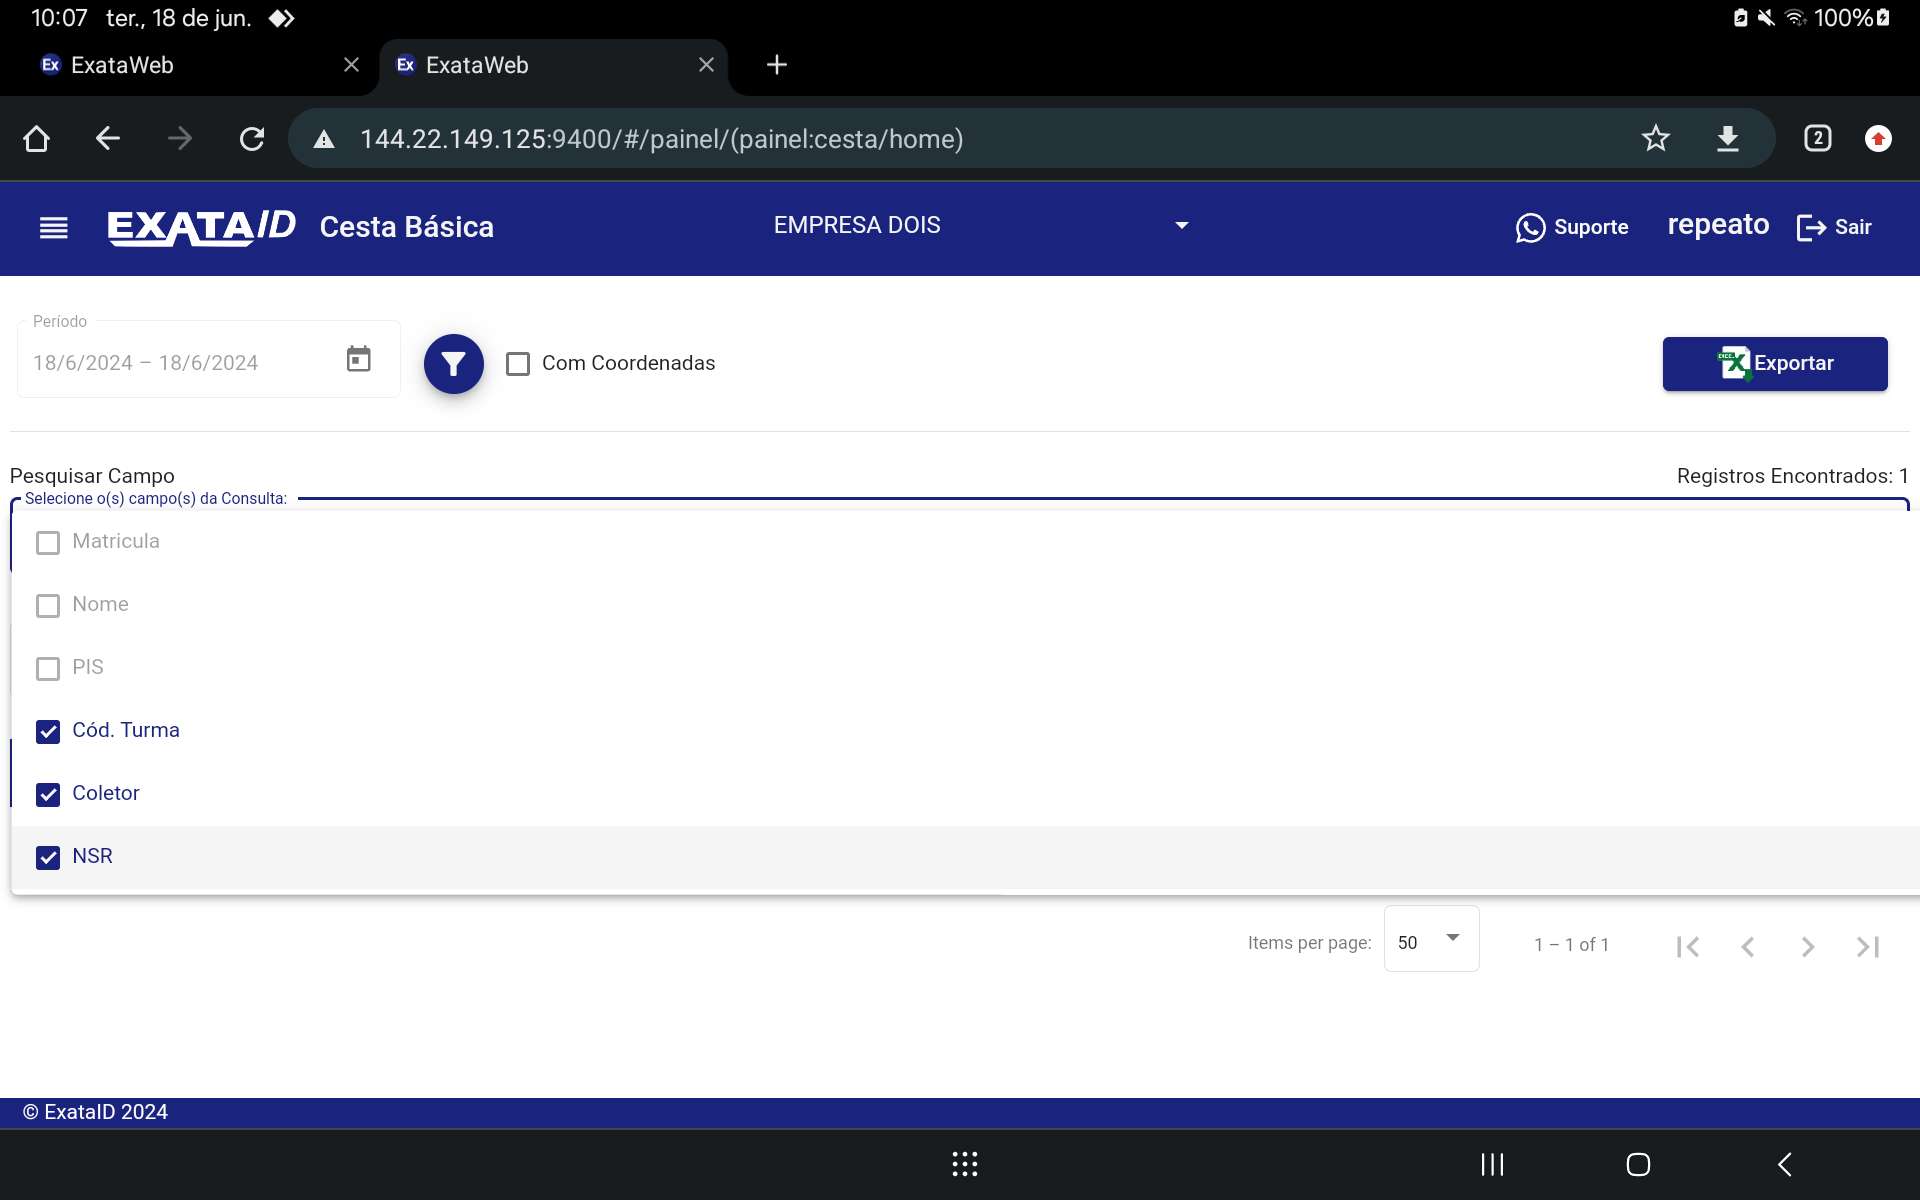 10:07 ter., 18 de jun. 100%
Ex ExataWeb Ex ExataWeb
144.22.149.125:9400/#/painel/(painel:cesta/home) 2
EXATAID Cesta Básica EMPRESA DOIS Suporte repeato Sair
Período
18/6/2024 – 18/6/2024 Com Coordenadas Exportar
Pesquisar Campo Registros Encontrados: 1
Selecione o(s) campo(s) da Consulta:
Matricula
Nome
PIS
Cód. Turma
Coletor
NSR
Items per page: 50 1 – 1 of 1
© ExataID 2024